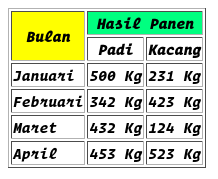 Bulan
Hasil Panen
Padi Kacang
Januari 500 Kg 231 Kg
Februari 342 Kg 423 Kg
Maret 432 Kg 124 Kg
April 453 Kg 523 Kg